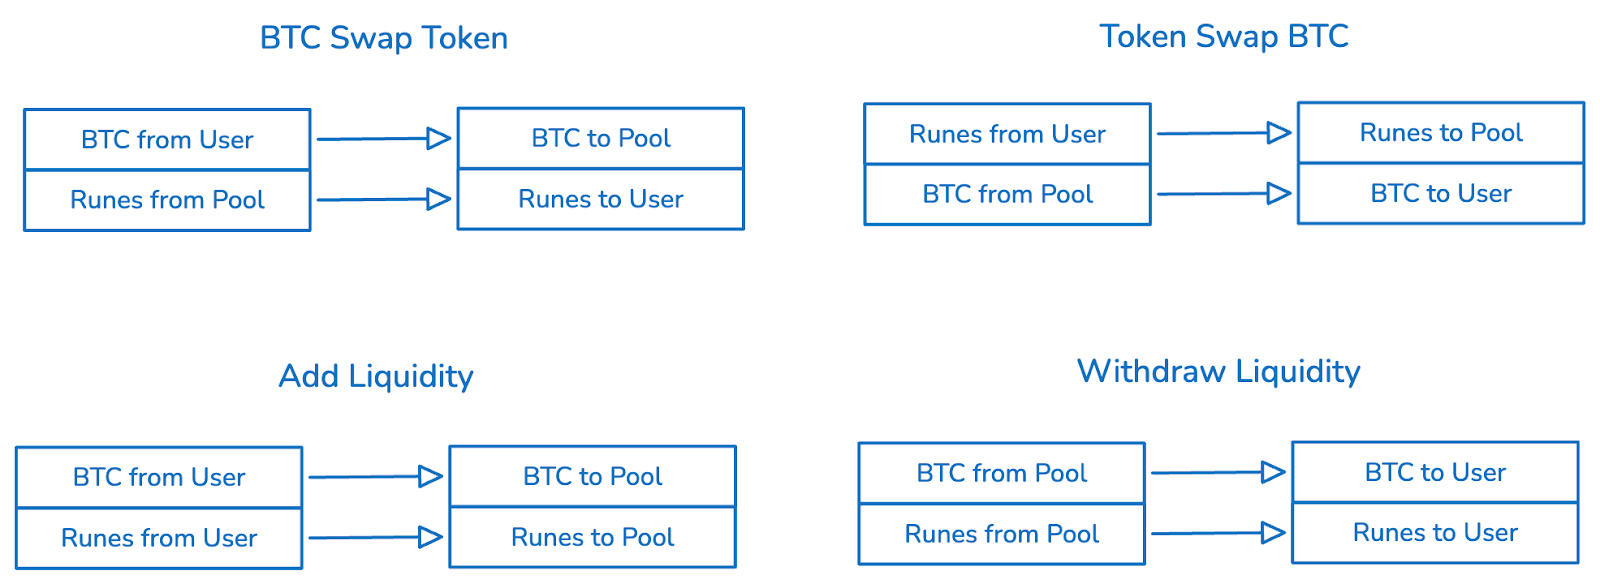 BTC Swap Token
BTC from User
BTC to Pool
Runes from Pool
Runes to User
Token Swap BTC
Runes from User
Runes to Pool
BTC from Pool
BTC to User
Add Liquidity
BTC from User
BTC to Pool
Runes from User
Runes to Pool
Withdraw Liquidity
BTC from Pool
BTC to User
Runes from Pool
Runes to User